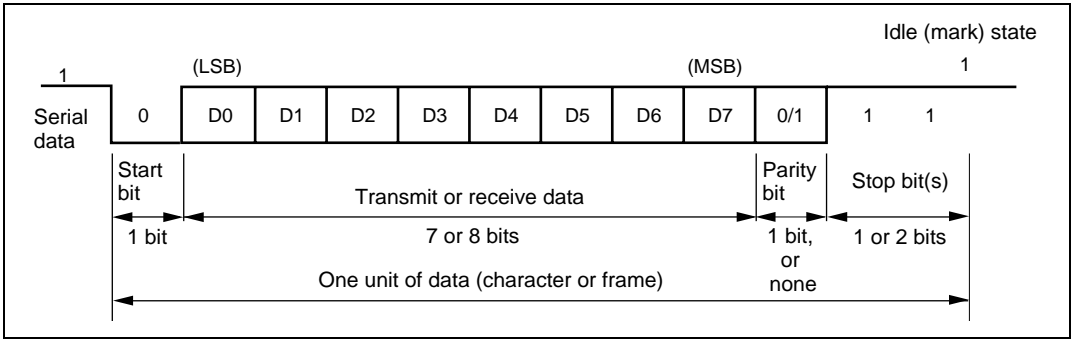 Idle (mark) state
1 (LSB) (MSB) 1
Serial data 0 D0 D1 D2 D3 D4 D5 D6 D7 0/1 1 1
Start bit
Transmit or receive data
Parity bit
Stop bit(s)
1 bit
7 or 8 bits
1 bit, or none
1 or 2 bits
One unit of data (character or frame)